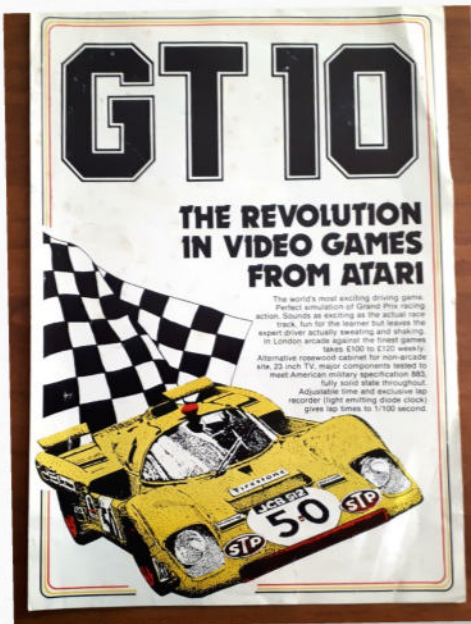 GT 10
THE REVOLUTION
IN VIDEO GAMES
FROM ATARI
The world's most exciting driving game.
Perfect simulation of Grand Prix racing
action. Sounds as exciting as the actual race
track, fun for the learner but leaves the
expert driver actually sweating and shaking.
In London arcade against the finest games
takes £100 to £120 weekly.
Alternative rosewood cabinet for non-arcade
site, 23 inch TV, major components tested to
meet American military specification 883,
fully solid state throughout.
Adjustable time and exclusive lap
recorder (light emitting diode clock)
gives lap times to 1/100 second.
Firestone
JCB 512
5·0
STP
STP